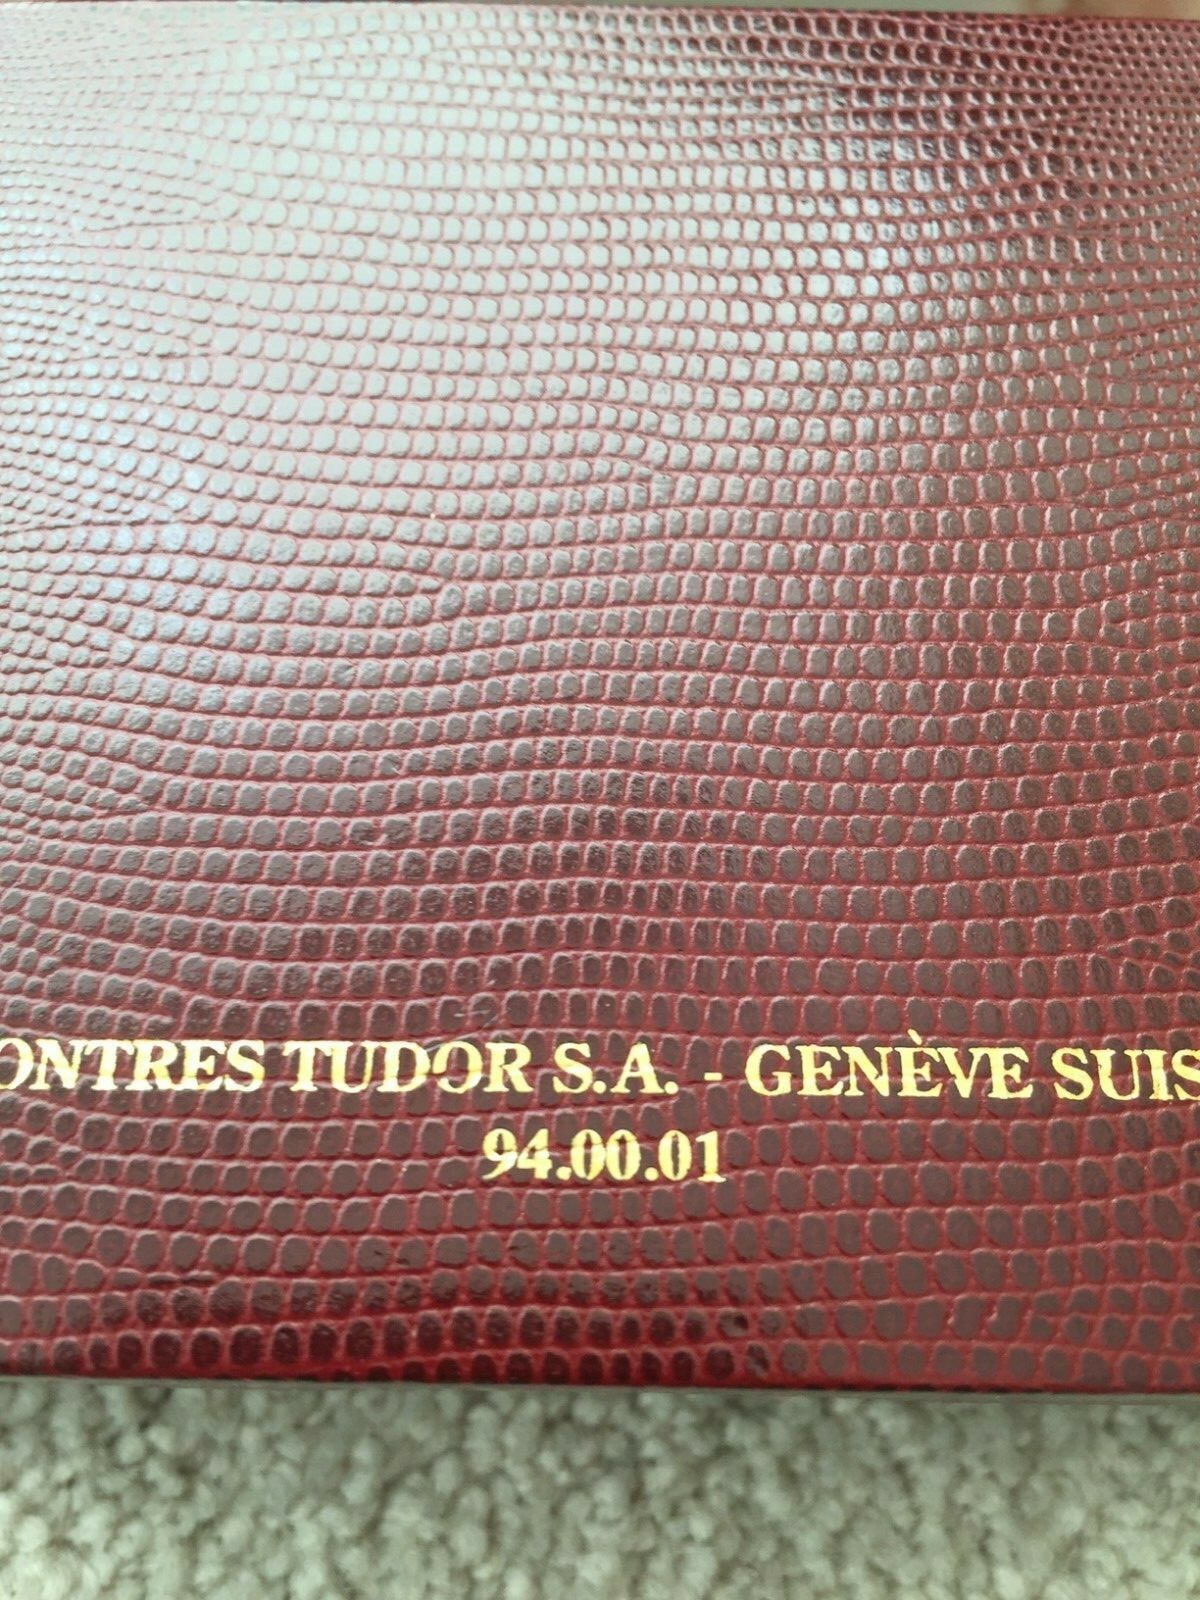 ONTRES TUDOR S.A. - GENÈVE SUIS
94.00.01